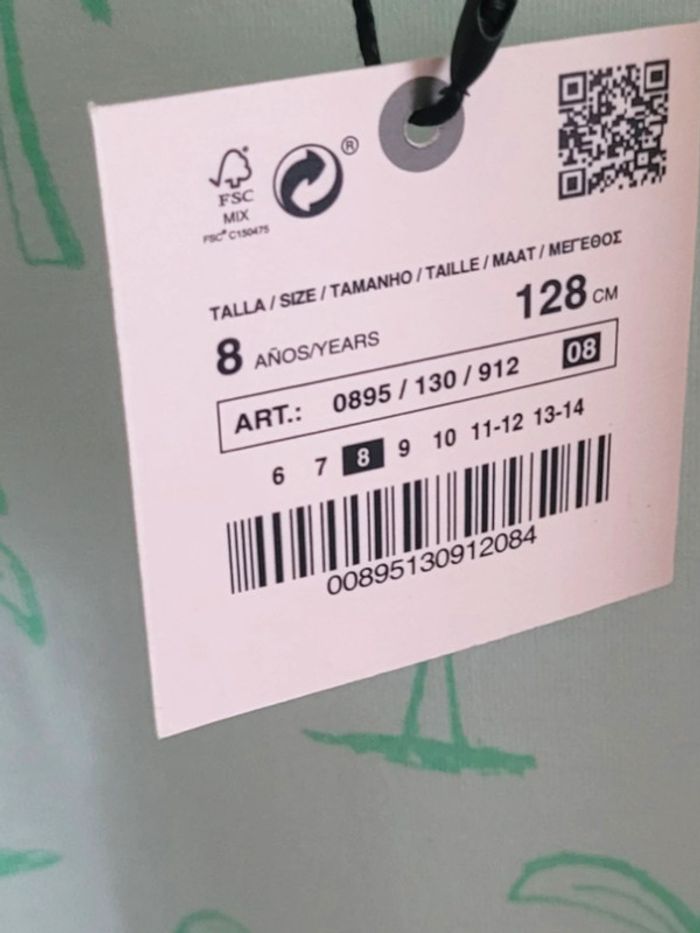 ®
FSC
MIX
FSC® C150475
TALLA / SIZE / TAMANHO / TAILLE / MAAT / ΜΕΓΕΘΟΣ
8 AÑOS/YEARS 128 CM
ART.: 0895 / 130 / 912 08
6 7 8 9 10 11-12 13-14
00895130912084